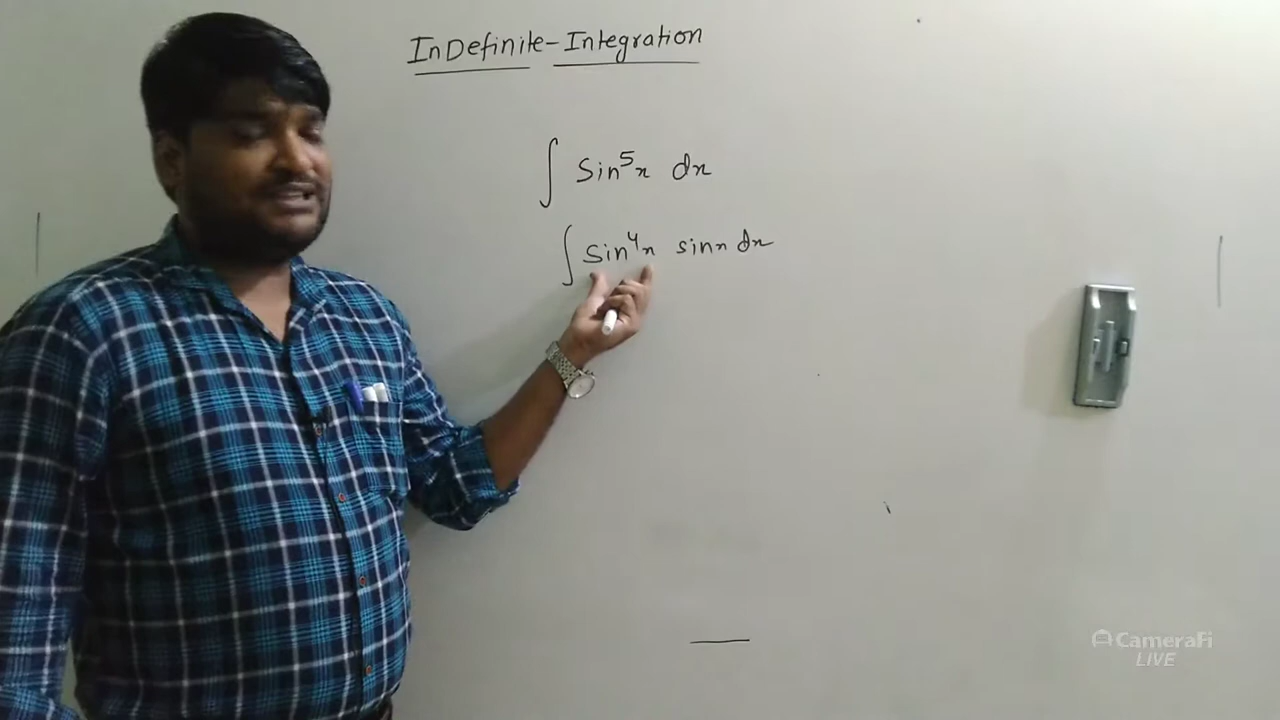 InDefinite-Integration
∫ Sin⁵x dx
∫ Sin⁴x sinx dx
CameraFi
LIVE